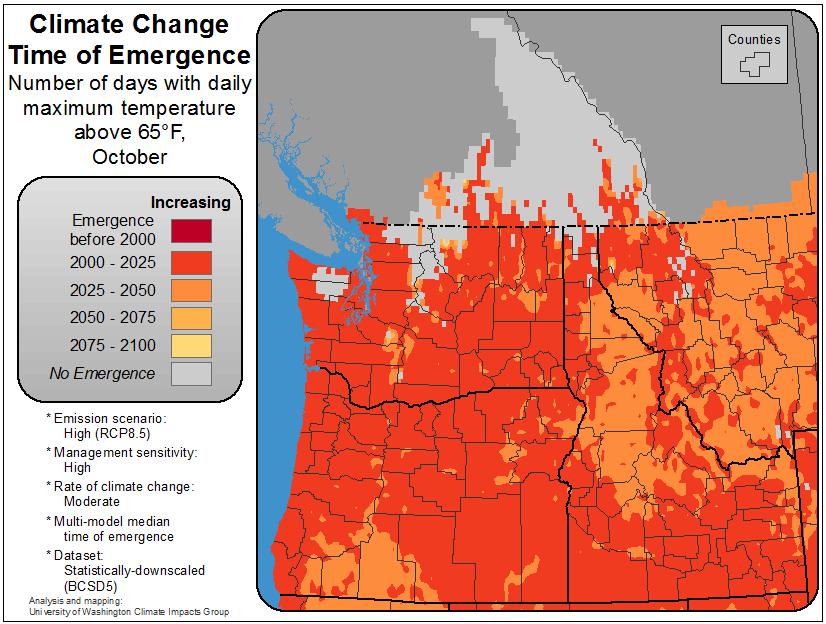 Climate Change
Time of Emergence
Number of days with daily
maximum temperature
above 65°F,
October
Increasing
Emergence
before 2000
2000 - 2025
2025 - 2050
2050 - 2075
2075 - 2100
No Emergence
* Emission scenario:
High (RCP8.5)
* Management sensitivity:
High
* Rate of climate change:
Moderate
* Multi-model median
time of emergence
* Dataset:
Statistically-downscaled
(BCSD5)
Analysis and mapping:
University of Washington Climate Impacts Group
Counties